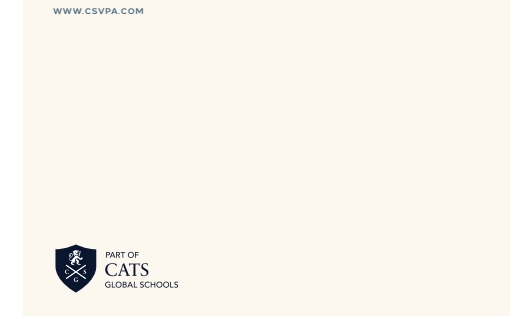 WWW.CSVPA.COM
C S
G
PART OF
CATS
GLOBAL SCHOOLS